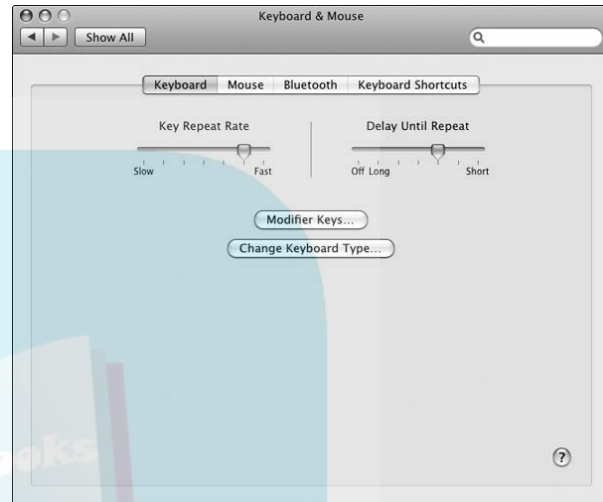 Keyboard & Mouse
Show All
Keyboard Mouse Bluetooth Keyboard Shortcuts
Key Repeat Rate Delay Until Repeat
Slow Fast Off Long Short
Modifier Keys...
Change Keyboard Type...
?
ooks